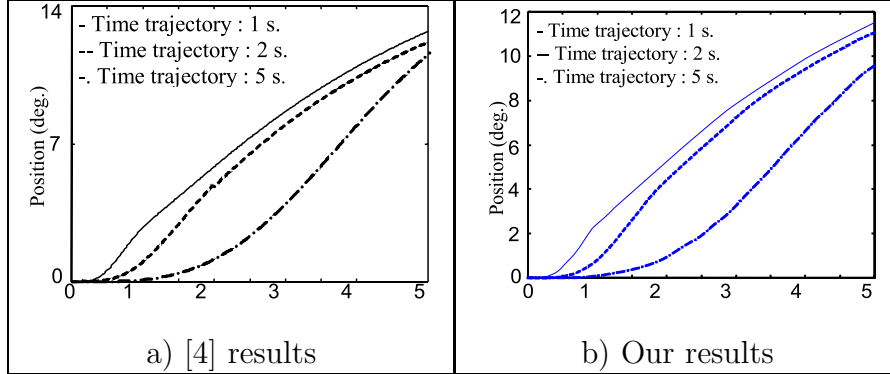 14
- Time trajectory : 1 s.
-- Time trajectory : 2 s.
-. Time trajectory : 5 s.
Position (deg.)
7
0
0 1 2 3 4 5
a) [4] results
12
- Time trajectory : 1 s.
– Time trajectory : 2 s.
-. Time trajectory : 5 s.
10
8
Position (deg.)
6
4
2
0
0 1 2 3 4 5
b) Our results